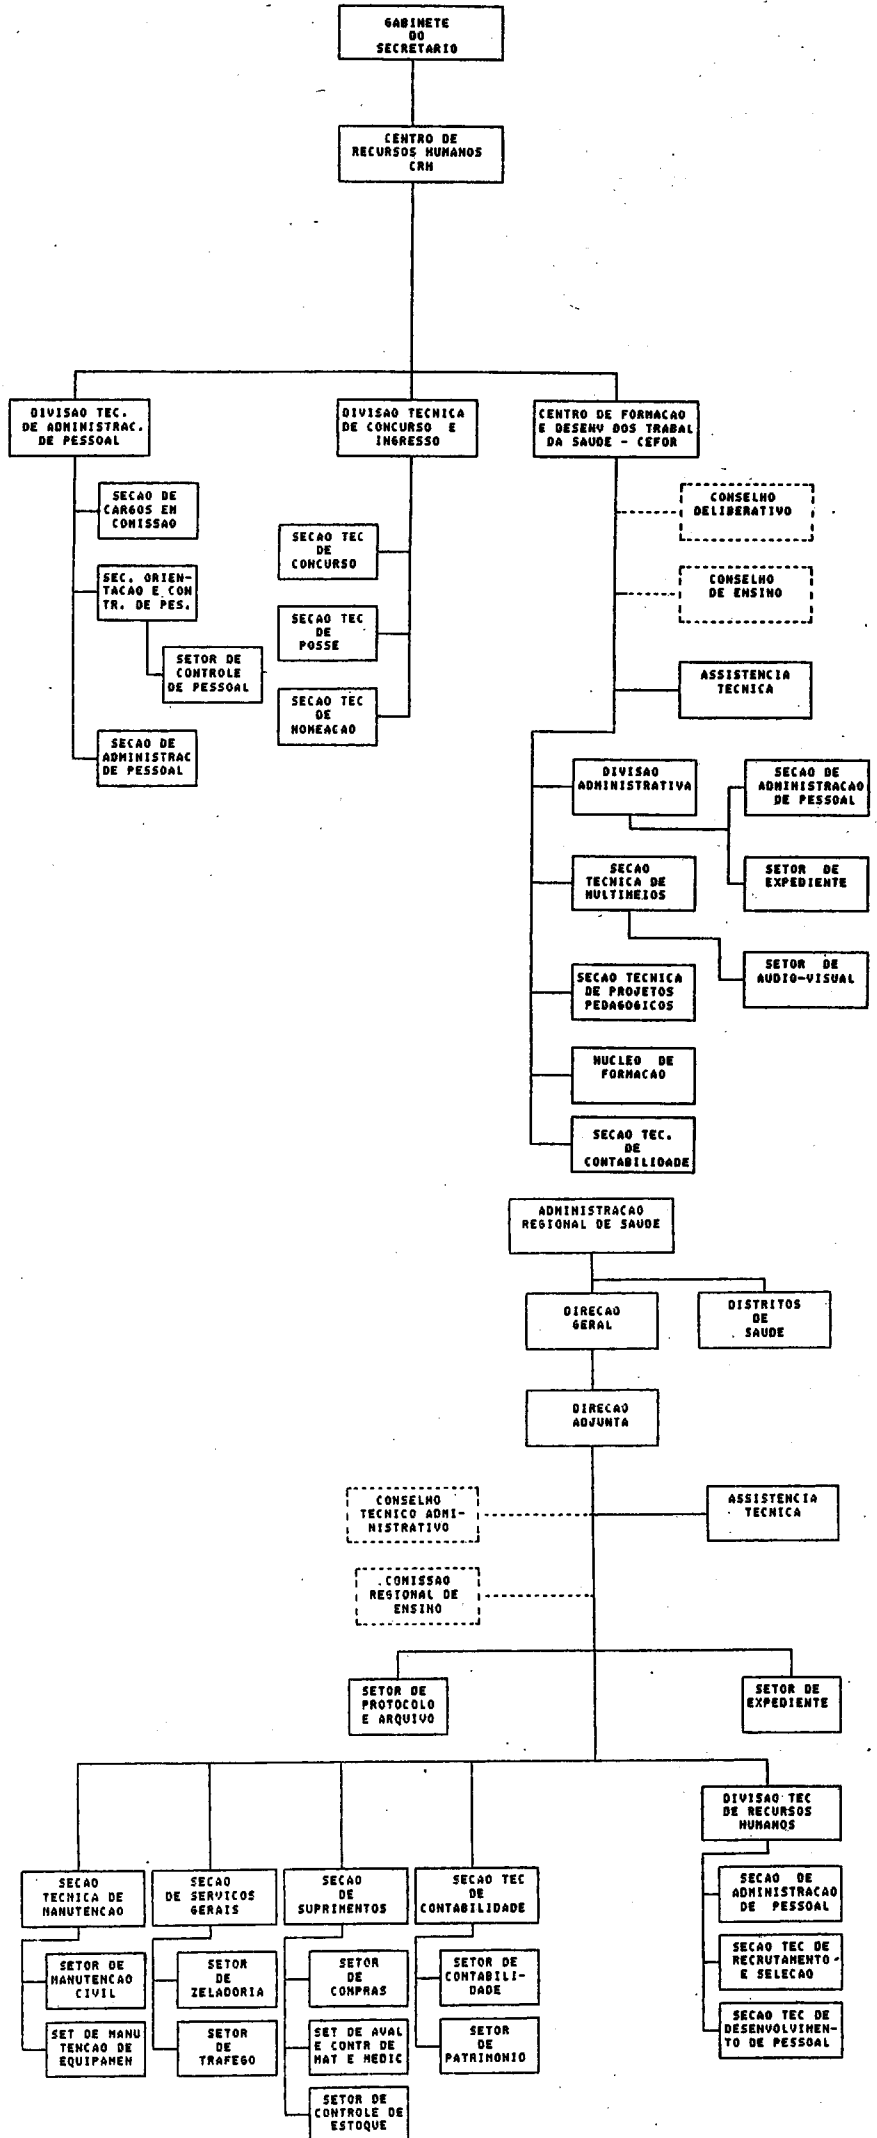 GABINETE
DO
SECRETARIO
CENTRO DE
RECURSOS HUMANOS
CRH
DIVISAO TEC.
DE ADMINISTRAC.
DE PESSOAL
DIVISAO TECNICA
DE CONCURSO E
INGRESSO
CENTRO DE FORMACAO
E DESENV DOS TRABAL
DA SAUDE - CEFOR
SECAO DE
CARGOS EM
COMISSAO
SEC. ORIEN-
TACAO E CON
TR. DE PES.
SETOR DE
CONTROLE
DE PESSOAL
SECAO DE
ADMINISTRAC
DE PESSOAL
SECAO TEC
DE
CONCURSO
SECAO TEC
DE
POSSE
SECAO TEC
DE
NOMEACAO
CONSELHO
DELIBERATIVO
CONSELHO
DE ENSINO
ASSISTENCIA
TECNICA
DIVISAO
ADMINISTRATIVA
SECAO DE
ADMINISTRACAO
DE PESSOAL
SETOR DE
EXPEDIENTE
SECAO
TECNICA DE
MULTIMEIOS
SETOR DE
AUDIO-VISUAL
SECAO TECNICA
DE PROJETOS
PEDAGOGICOS
NUCLEO DE
FORMACAO
SECAO TEC.
DE
CONTABILIDADE
ADMINISTRACAO
REGIONAL DE SAUDE
DIRECAO
GERAL
DISTRITOS
DE
SAUDE
DIRECAO
ADJUNTA
CONSELHO
TECNICO ADMI-
NISTRATIVO
ASSISTENCIA
TECNICA
COMISSAO
REGIONAL DE
ENSINO
SETOR DE
PROTOCOLO
E ARQUIVO
SETOR DE
EXPEDIENTE
DIVISAO TEC
DE RECURSOS
HUMANOS
SECAO
TECNICA DE
MANUTENCAO
SECAO
DE SERVICOS
GERAIS
SECAO
DE
SUPRIMENTOS
SECAO TEC
DE
CONTABILIDADE
SECAO DE
ADMINISTRACAO
DE PESSOAL
SETOR DE
MANUTENCAO
CIVIL
SETOR
DE
ZELADORIA
SETOR
DE
COMPRAS
SETOR DE
CONTABILI-
DADE
SECAO TEC DE
RECRUTAMENTO
E SELECAO
SET DE MANU
TENCAO DE
EQUIPAMEN
SETOR
DE
TRAFEGO
SET DE AVAL
E CONTR DE
MAT E MEDIC
SETOR
DE
PATRIMONIO
SECAO TEC DE
DESENVOLVIMEN-
TO DE PESSOAL
SETOR DE
CONTROLE DE
ESTOQUE